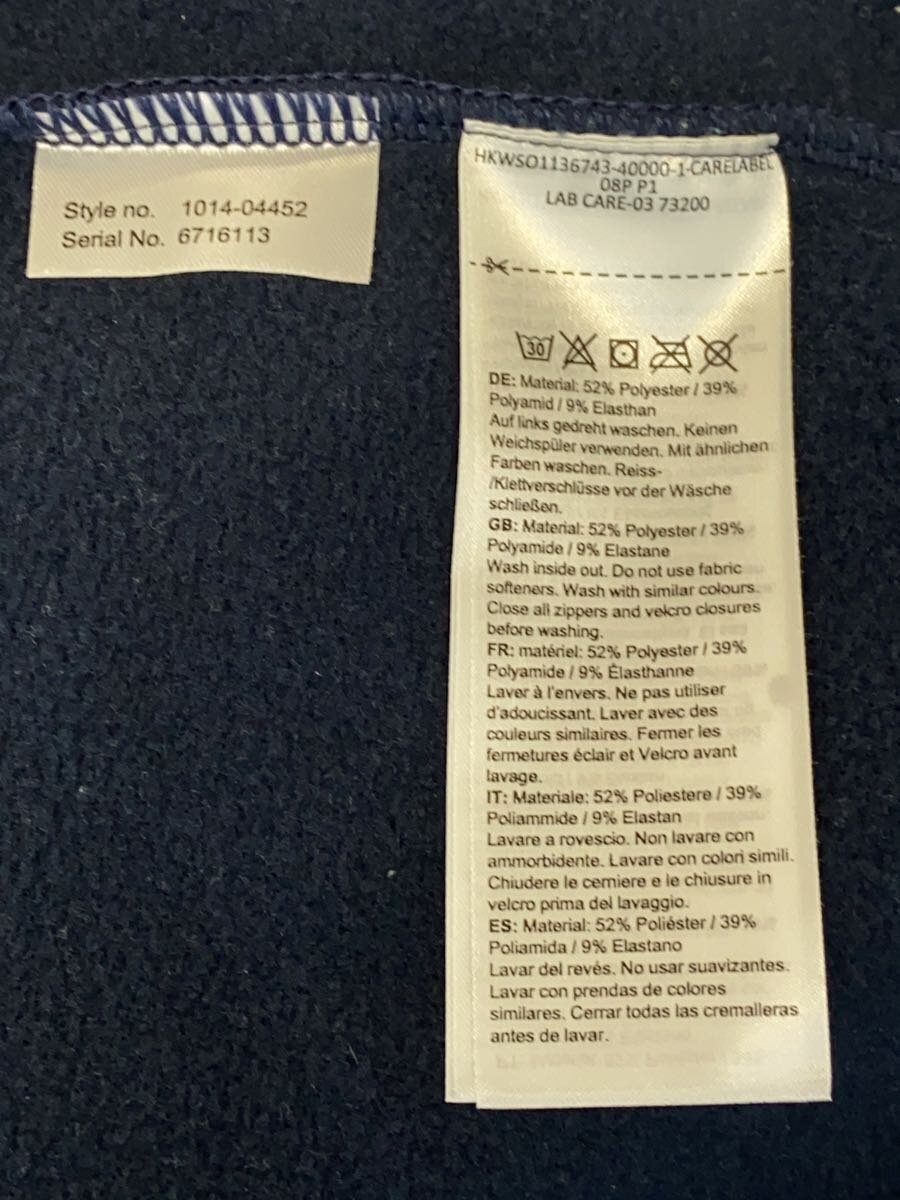 Style no. 1014-04452
Serial No. 6716113
HKWSO1136743-40000-1-CARELABEL
08P P1
LAB CARE-03 73200
30
DE: Material: 52% Polyester / 39%
Polyamid / 9% Elasthan
Auf links gedreht waschen. Keinen
Weichspüler verwenden. Mit ähnlichen
Farben waschen. Reiss-
/Klettverschlüsse vor der Wäsche
schließen.
GB: Material: 52% Polyester / 39%
Polyamide / 9% Elastane
Wash inside out. Do not use fabric
softeners. Wash with similar colours.
Close all zippers and velcro closures
before washing.
FR: matériel: 52% Polyester / 39%
Polyamide / 9% Élasthanne
Laver à l'envers. Ne pas utiliser
d'adoucissant. Laver avec des
couleurs similaires. Fermer les
fermetures éclair et Velcro avant
lavage.
IT: Materiale: 52% Poliestere / 39%
Poliammide / 9% Elastan
Lavare a rovescio. Non lavare con
ammorbidente. Lavare con colori simili.
Chiudere le cerniere e le chiusure in
velcro prima del lavaggio.
ES: Material: 52% Poliéster / 39%
Poliamida / 9% Elastano
Lavar del revés. No usar suavizantes.
Lavar con prendas de colores
similares. Cerrar todas las cremalleras
antes de lavar.